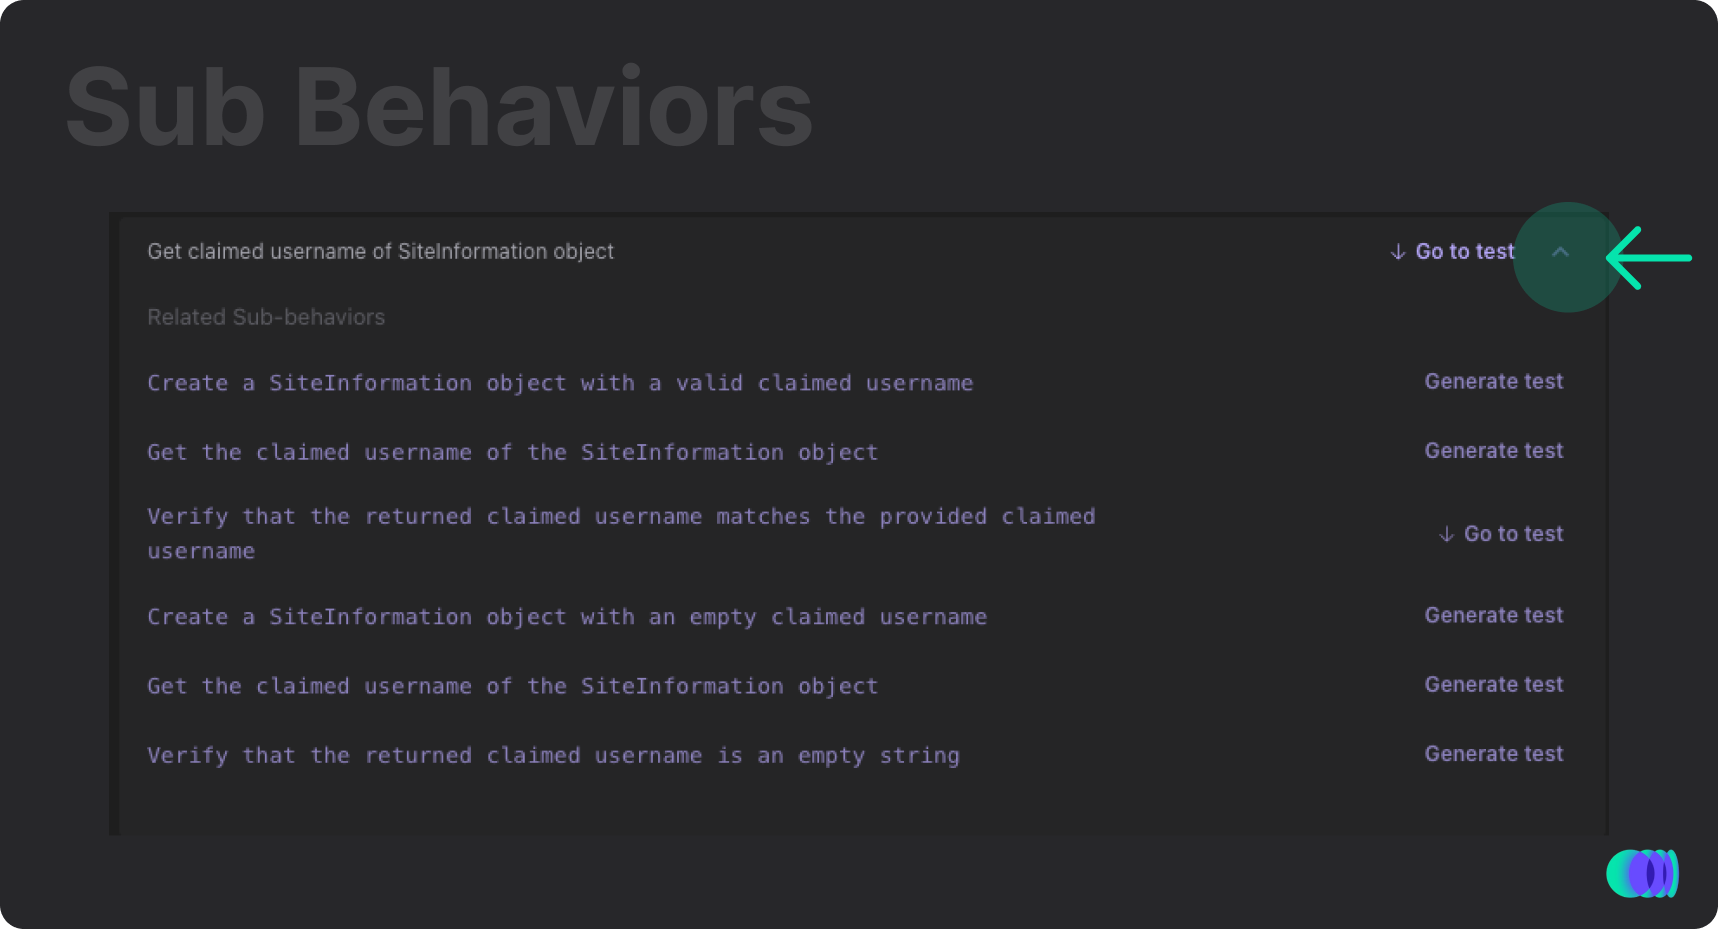 Sub Behaviors
Get claimed username of SiteInformation object
↓ Go to test
Related Sub-behaviors
Create a SiteInformation object with a valid claimed username
Generate test
Get the claimed username of the SiteInformation object
Generate test
Verify that the returned claimed username matches the provided claimed
username
↓ Go to test
Create a SiteInformation object with an empty claimed username
Generate test
Get the claimed username of the SiteInformation object
Generate test
Verify that the returned claimed username is an empty string
Generate test